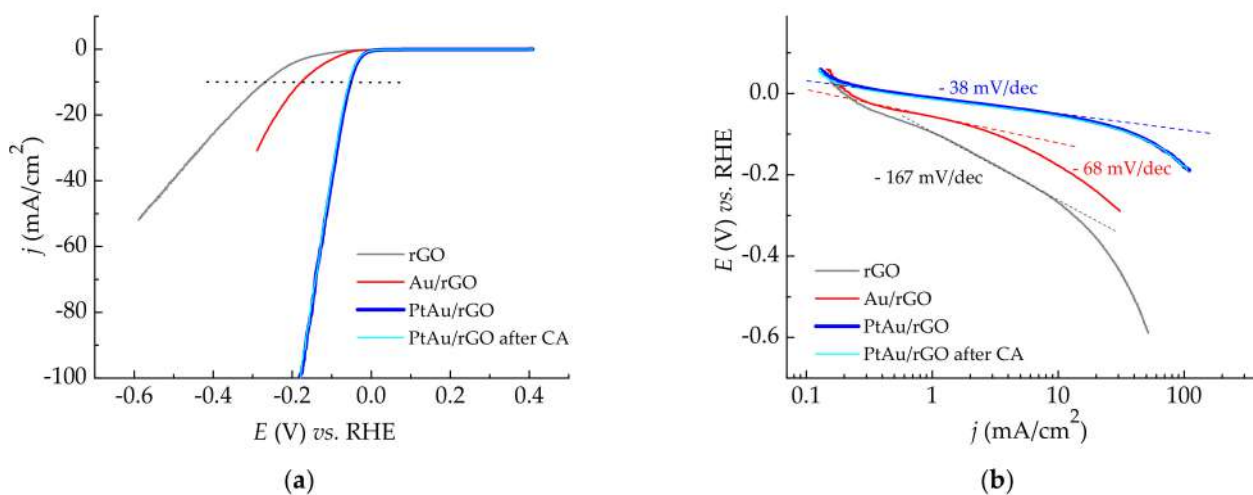 0
-20
-40
-60
-80
-100
j (mA/cm²)
-0.6 -0.4 -0.2 0.0 0.2 0.4
E (V) vs. RHE
rGO
Au/rGO
PtAu/rGO
PtAu/rGO after CA
(a)
0.0
-0.2
-0.4
-0.6
E (V) vs. RHE
- 38 mV/dec
- 68 mV/dec
- 167 mV/dec
rGO
Au/rGO
PtAu/rGO
PtAu/rGO after CA
0.1 1 10 100
j (mA/cm²)
(b)